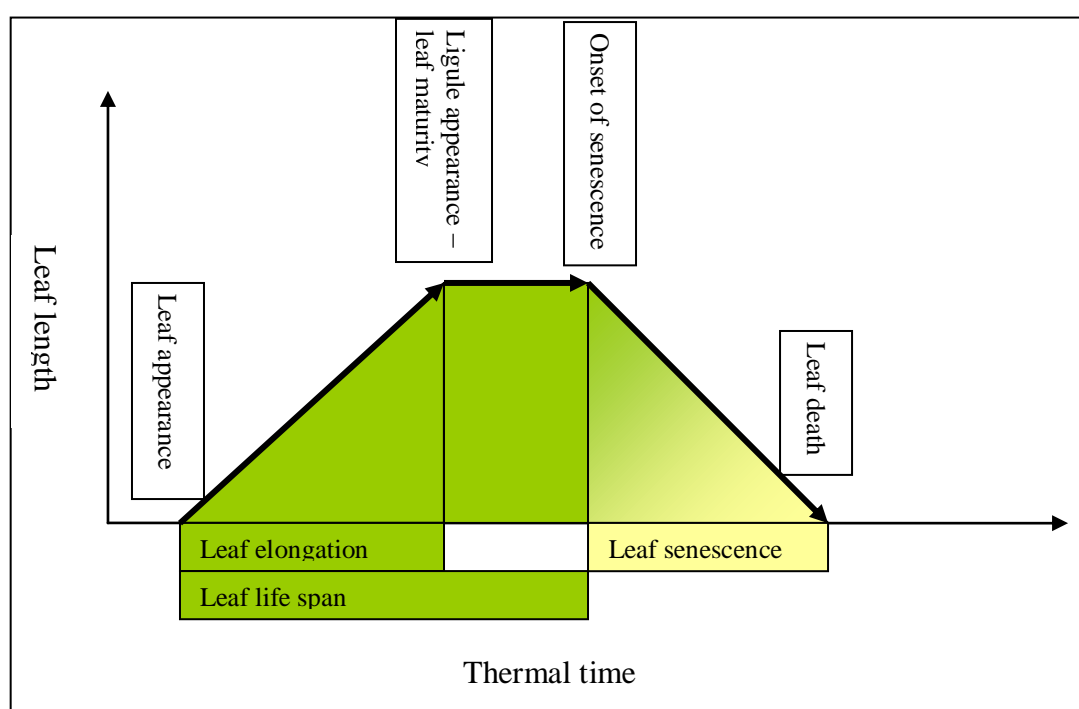 Ligule appearance –
leaf maturity
Onset of senescence
Leaf length
Leaf appearance
Leaf death
Leaf elongation
Leaf senescence
Leaf life span
Thermal time